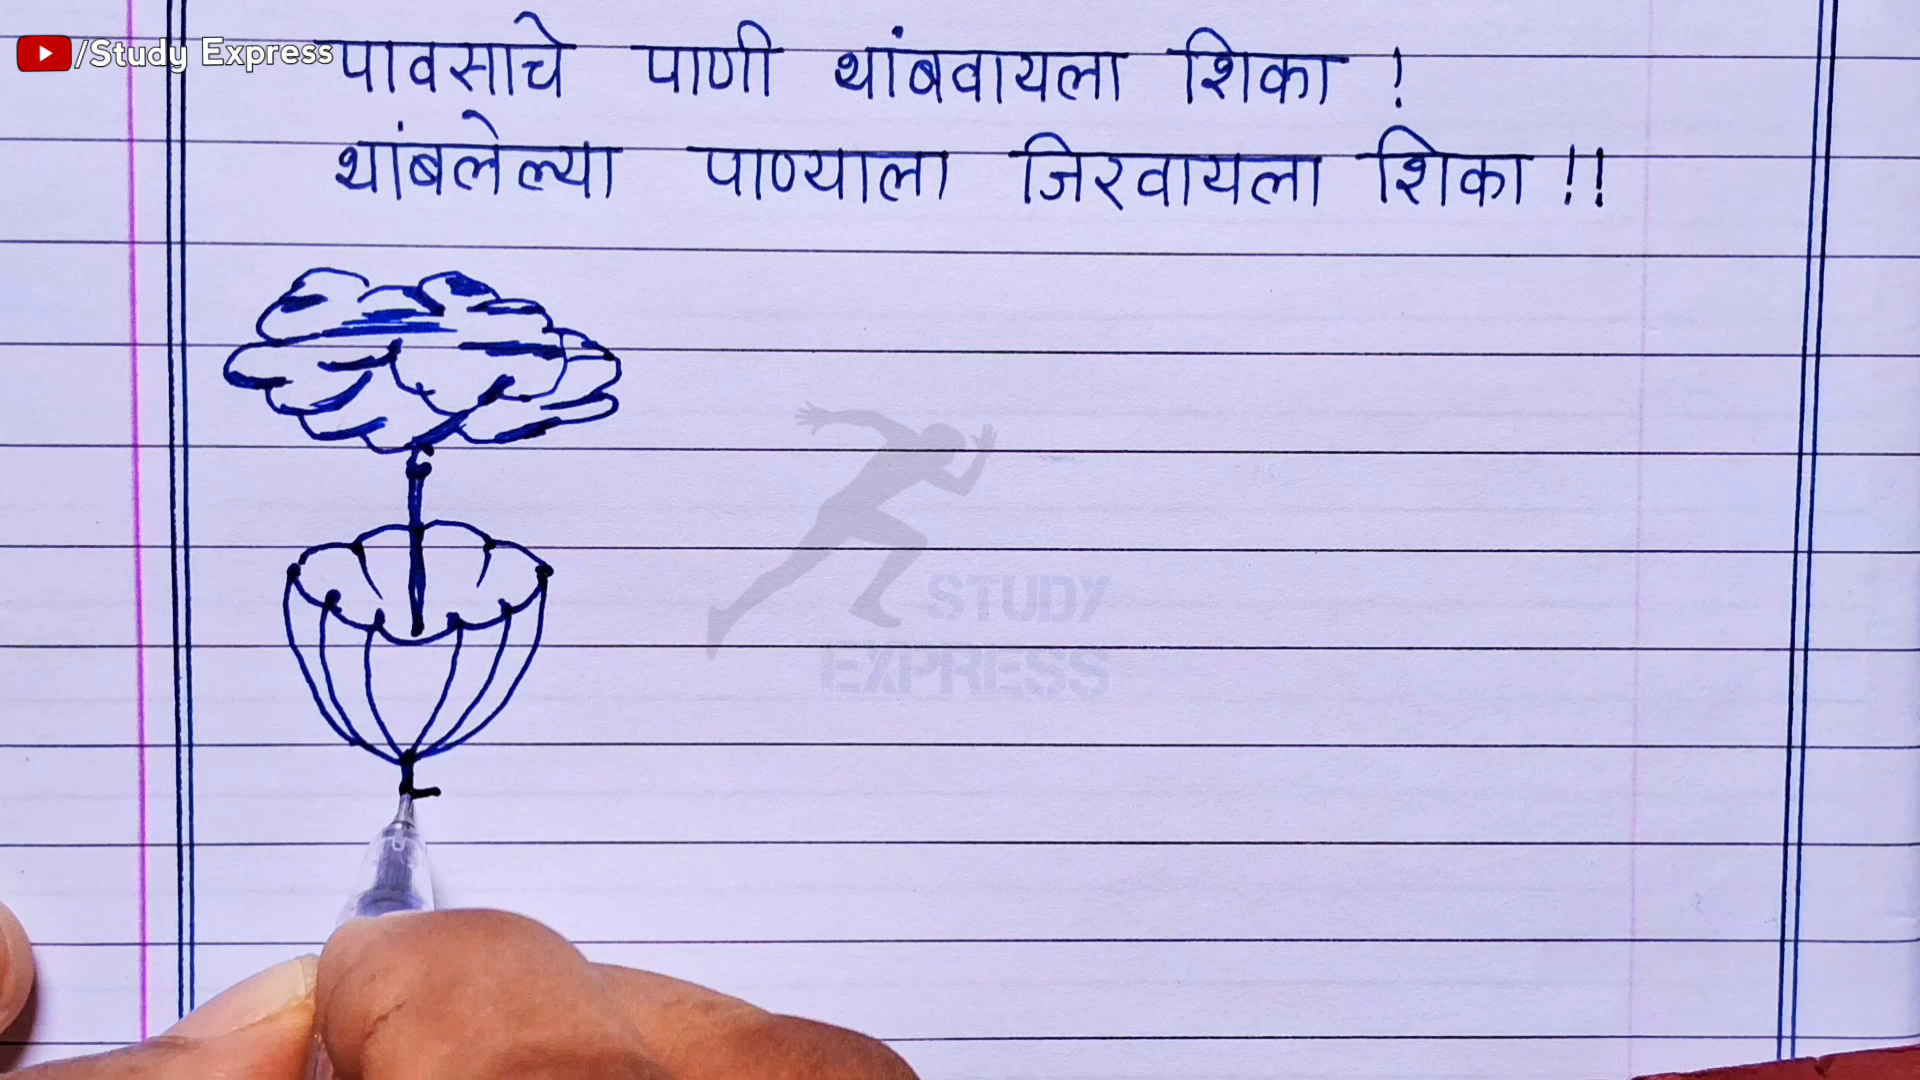 /Study Express
पावसाचे पाणी थांबवायला शिका !
थांबलेल्या पाण्याला जिरवायला शिका !!
STUDY
EXPRESS